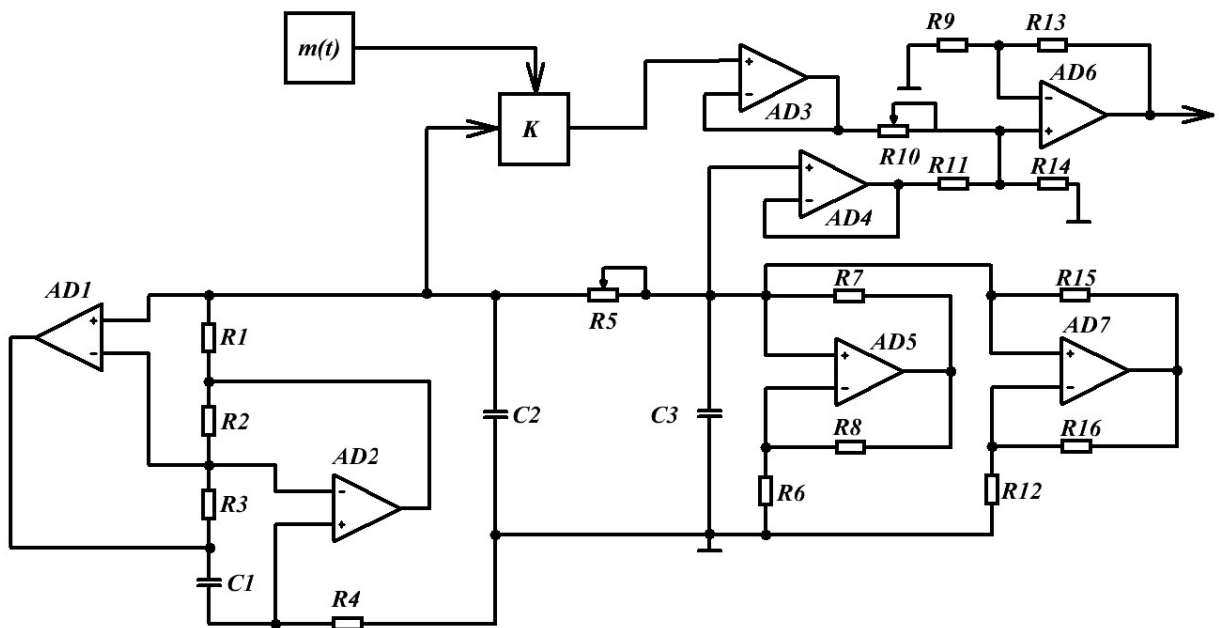 R9
R13
m(t)
AD6
-
+
+
-
AD3
K
R10
R11
R14
+
-
AD4
AD1
R7
R15
R5
AD7
+
-
R1
AD5
+
-
+
-
R2
C2
C3
R8
R16
AD2
R3
-
+
R6
R12
C1
R4